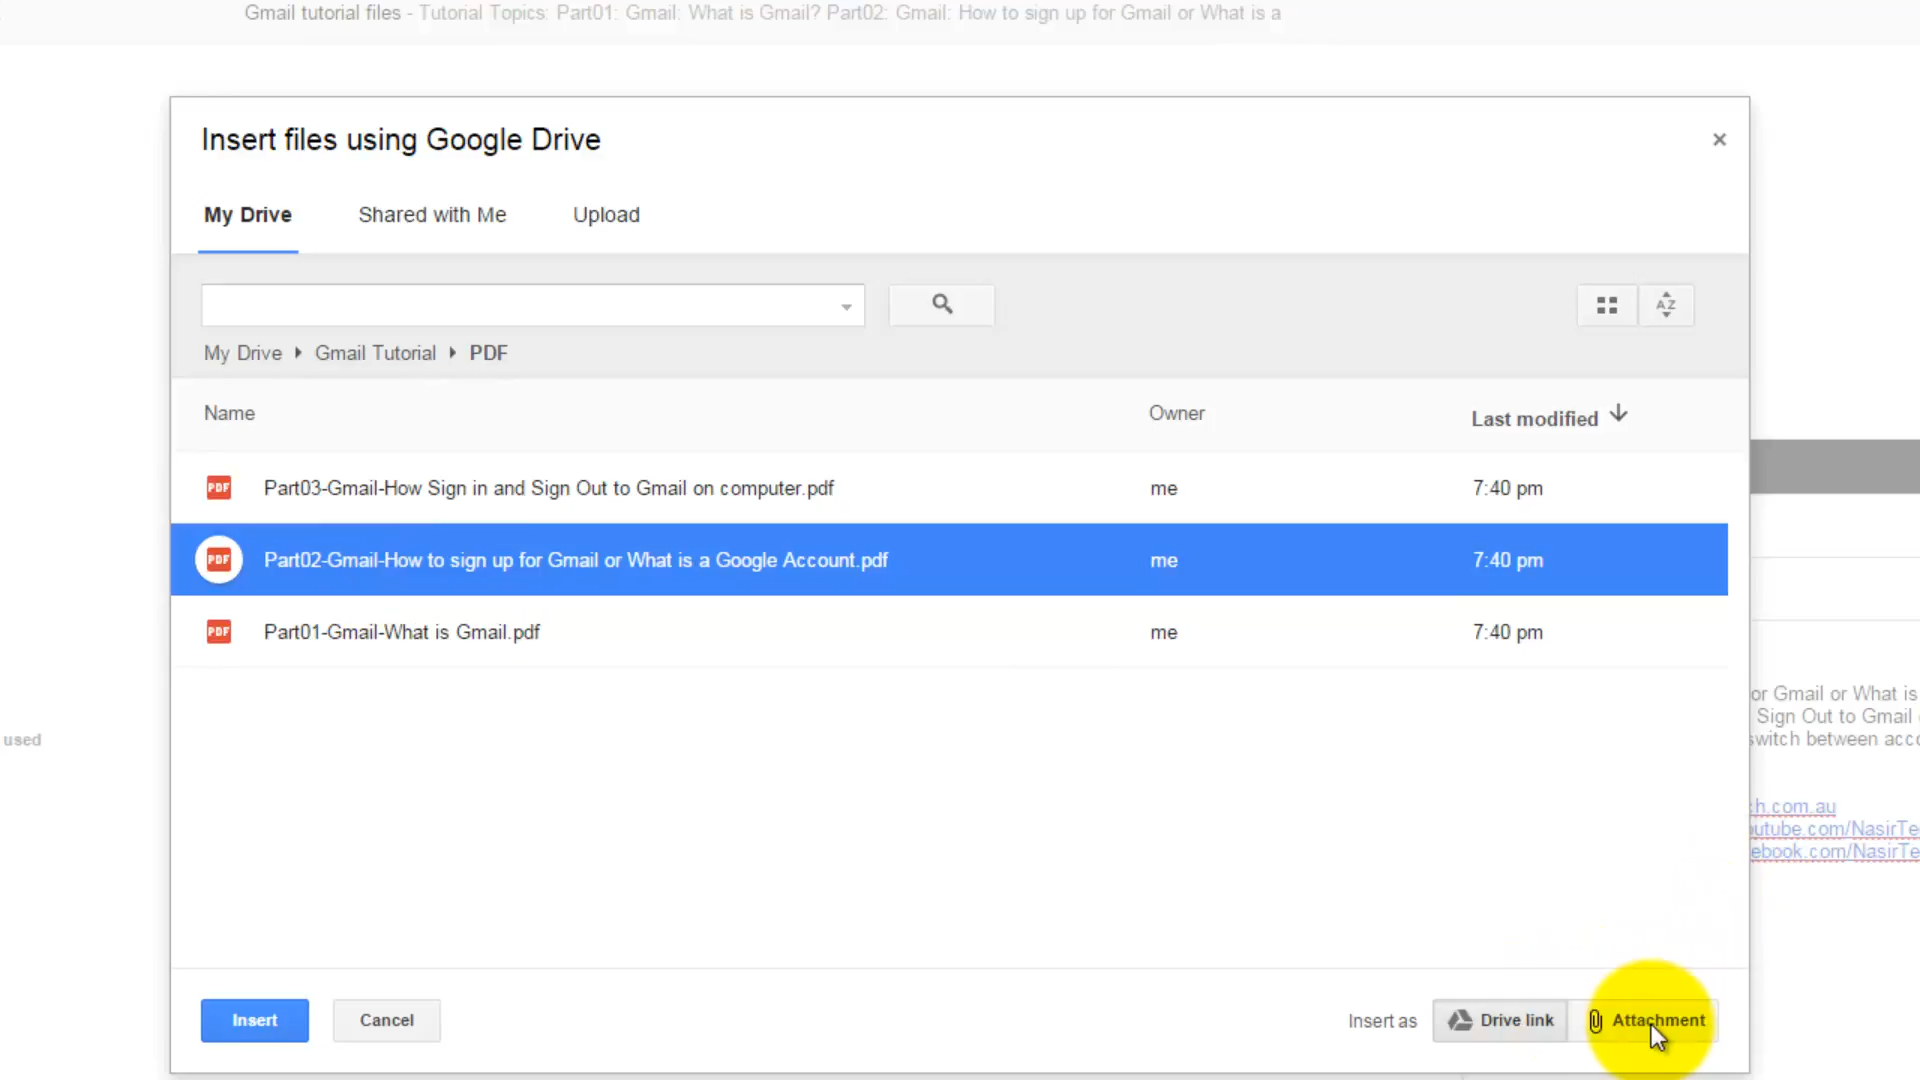 Gmail tutorial files - Tutorial Topics: Part01: Gmail: What is Gmail? Part02: Gmail: How to sign up for Gmail or What is a
Insert files using Google Drive
×
My Drive Shared with Me Upload
AZ
My Drive Gmail Tutorial PDF
Name Owner Last modified
PDF Part03-Gmail-How Sign in and Sign Out to Gmail on computer.pdf me 7:40 pm
PDF Part02-Gmail-How to sign up for Gmail or What is a Google Account.pdf me 7:40 pm
PDF Part01-Gmail-What is Gmail.pdf me 7:40 pm
or Gmail or What is
Sign Out to Gmail
used
switch between acco
ch.com.au
outube.com/NasirTe
ebook.com/NasirTe
Insert Cancel Insert as Drive link Attachment